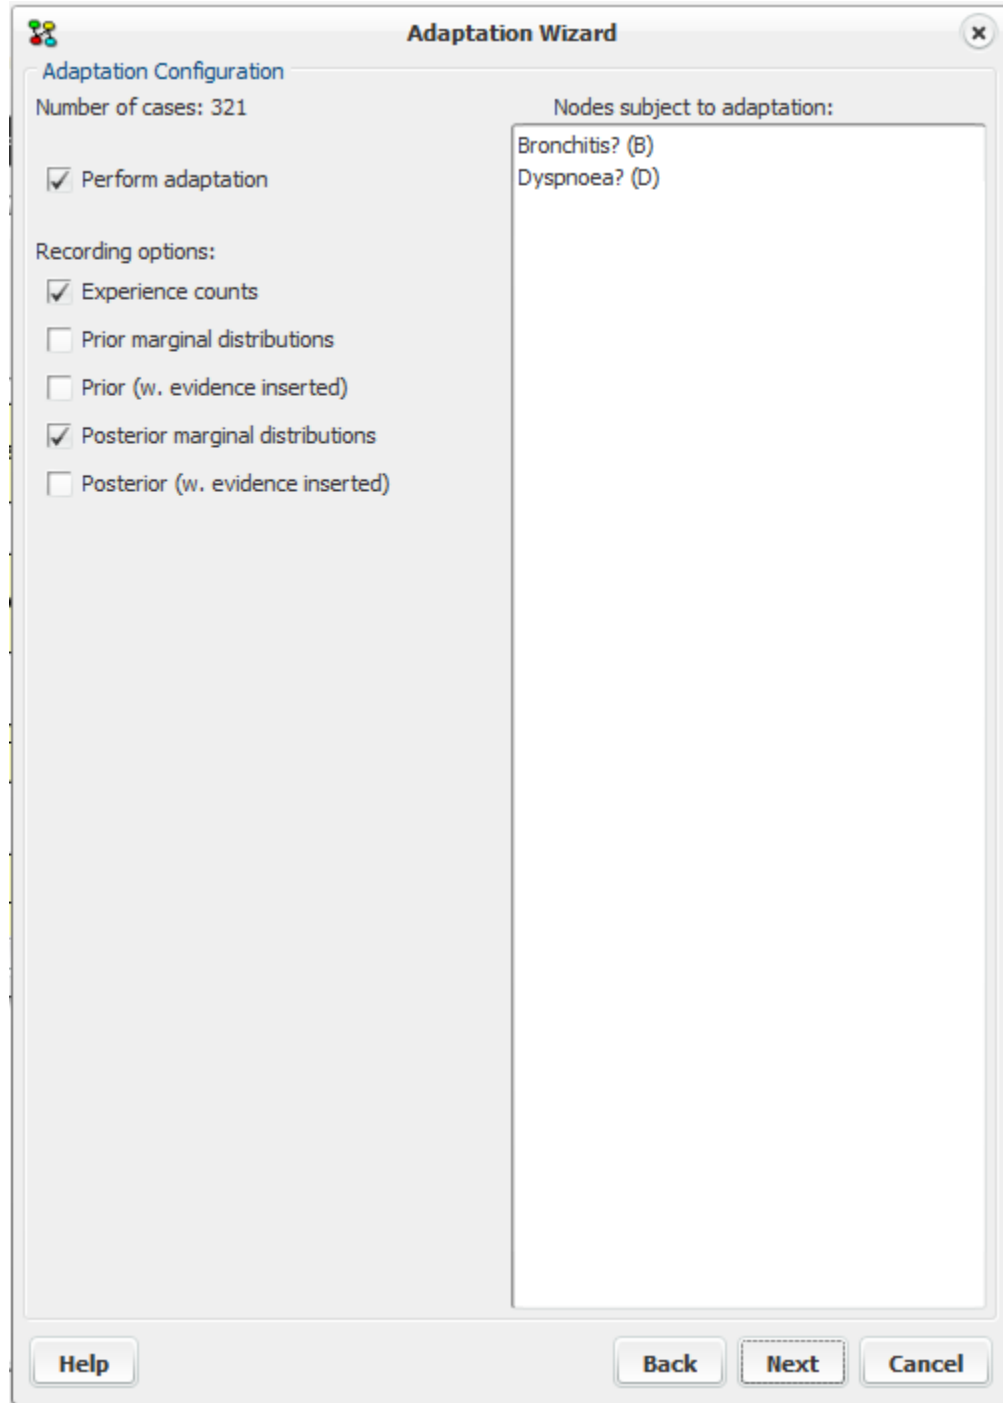 Adaptation Wizard
Adaptation Configuration
Number of cases: 321
Nodes subject to adaptation:
Bronchitis? (B)
Dyspnoea? (D)
Perform adaptation
Recording options:
Experience counts
Prior marginal distributions
Prior (w. evidence inserted)
Posterior marginal distributions
Posterior (w. evidence inserted)
Help
Back
Next
Cancel